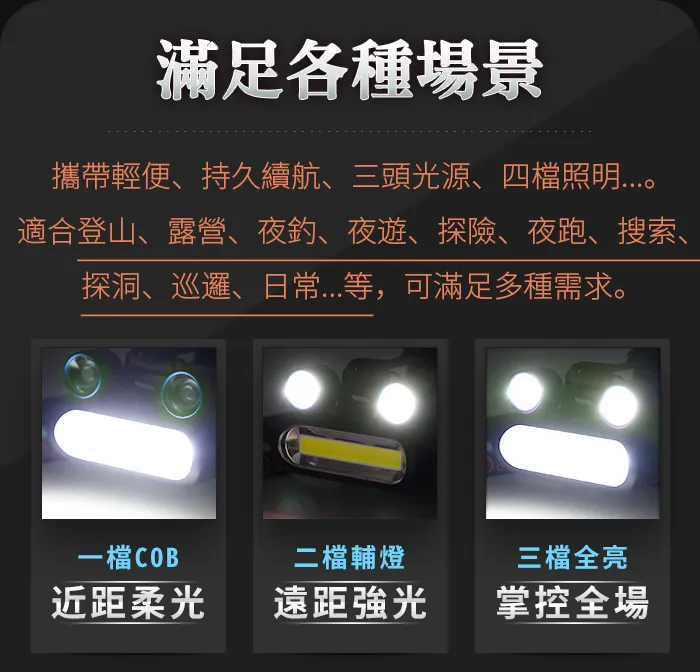 滿足各種場景
攜帶輕便、持久續航、三頭光源、四檔照明...。
適合登山、露營、夜釣、夜遊、探險、夜跑、搜索、
探洞、巡邏、日常...等，可滿足多種需求。
一檔COB
近距柔光
二檔輔燈
遠距強光
三檔全亮
掌控全場